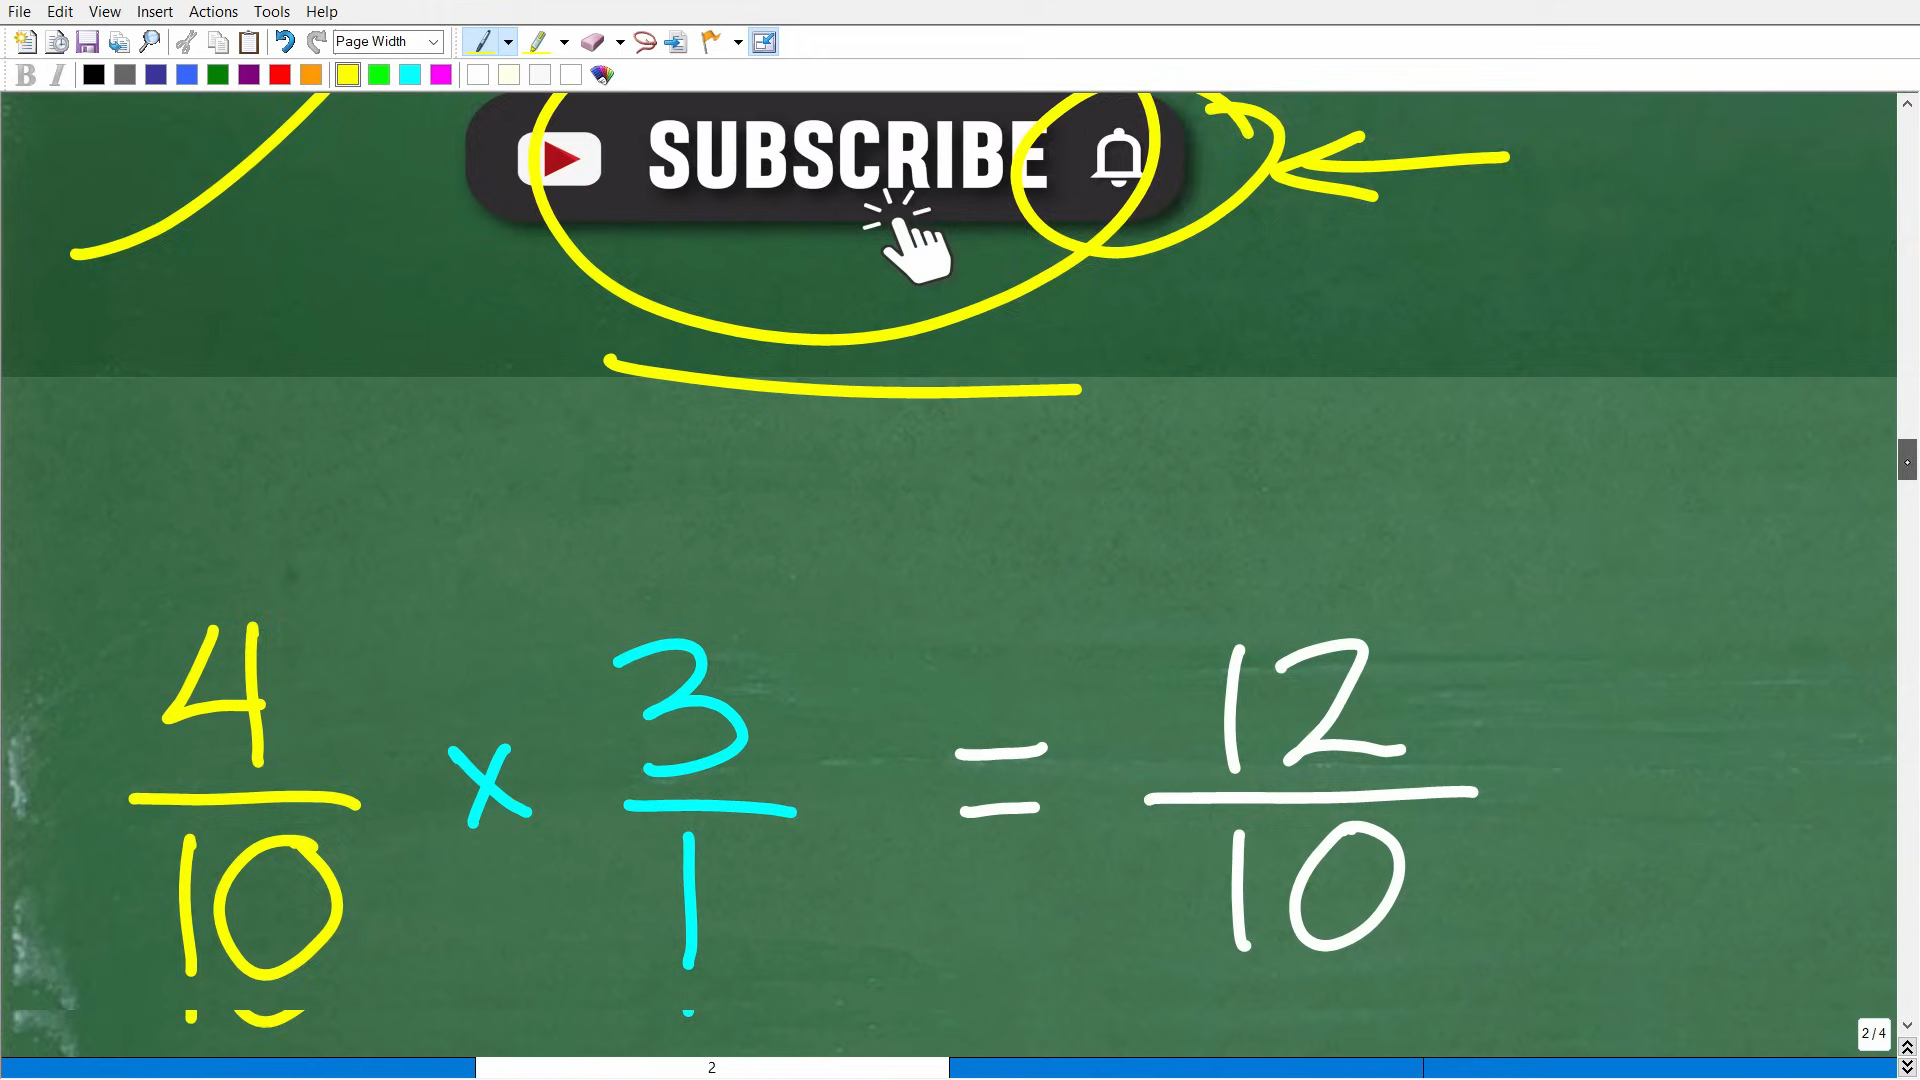 File Edit View Insert Actions Tools Help
Page Width
B I
SUBSCRIBE
4/10 x 3/1 = 12/10
2 / 4
2